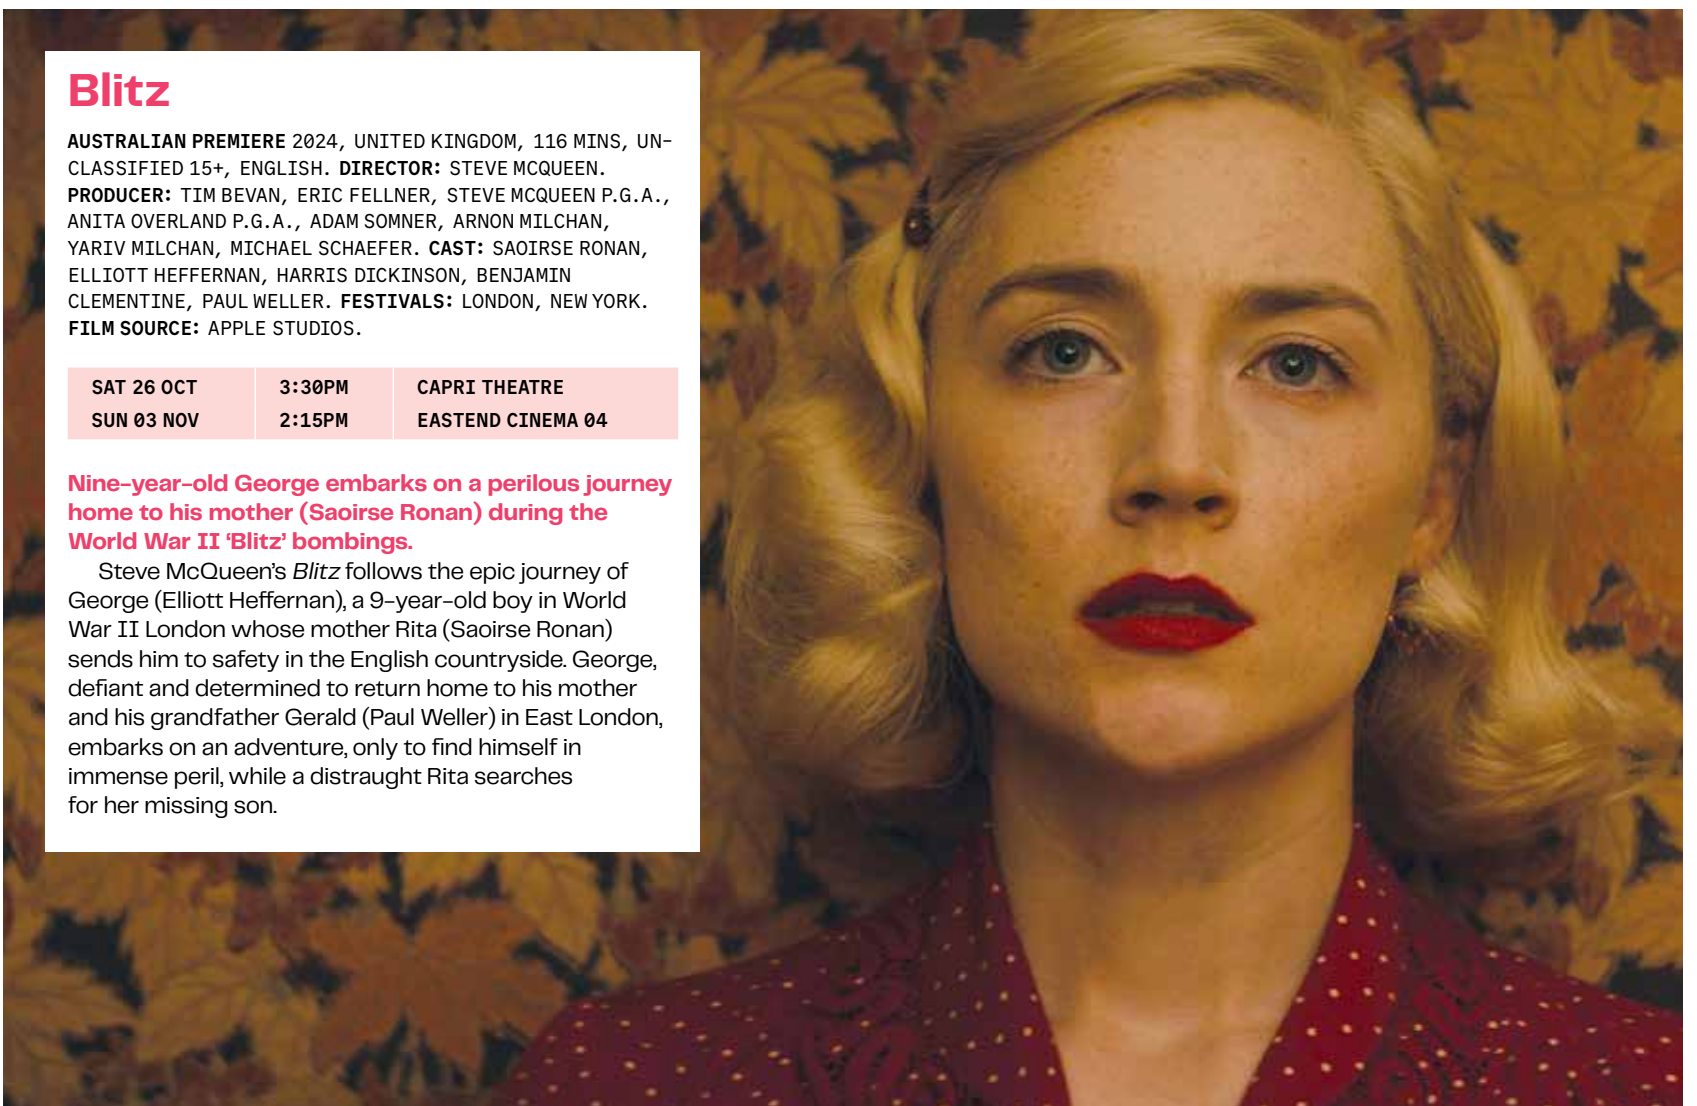 Blitz
AUSTRALIAN PREMIERE 2024, UNITED KINGDOM, 116 MINS, UN-
CLASSIFIED 15+, ENGLISH. DIRECTOR: STEVE MCQUEEN.
PRODUCER: TIM BEVAN, ERIC FELLNER, STEVE MCQUEEN P.G.A.,
ANITA OVERLAND P.G.A., ADAM SOMNER, ARNON MILCHAN,
YARIV MILCHAN, MICHAEL SCHAEFER. CAST: SAOIRSE RONAN,
ELLIOTT HEFFERNAN, HARRIS DICKINSON, BENJAMIN
CLEMENTINE, PAUL WELLER. FESTIVALS: LONDON, NEW YORK.
FILM SOURCE: APPLE STUDIOS.
SAT 26 OCT 3:30PM CAPRI THEATRE
SUN 03 NOV 2:15PM EASTEND CINEMA 04
Nine-year-old George embarks on a perilous journey
home to his mother (Saoirse Ronan) during the
World War II ‘Blitz’ bombings.
Steve McQueen’s Blitz follows the epic journey of
George (Elliott Heffernan), a 9-year-old boy in World
War II London whose mother Rita (Saoirse Ronan)
sends him to safety in the English countryside. George,
defiant and determined to return home to his mother
and his grandfather Gerald (Paul Weller) in East London,
embarks on an adventure, only to find himself in
immense peril, while a distraught Rita searches
for her missing son.